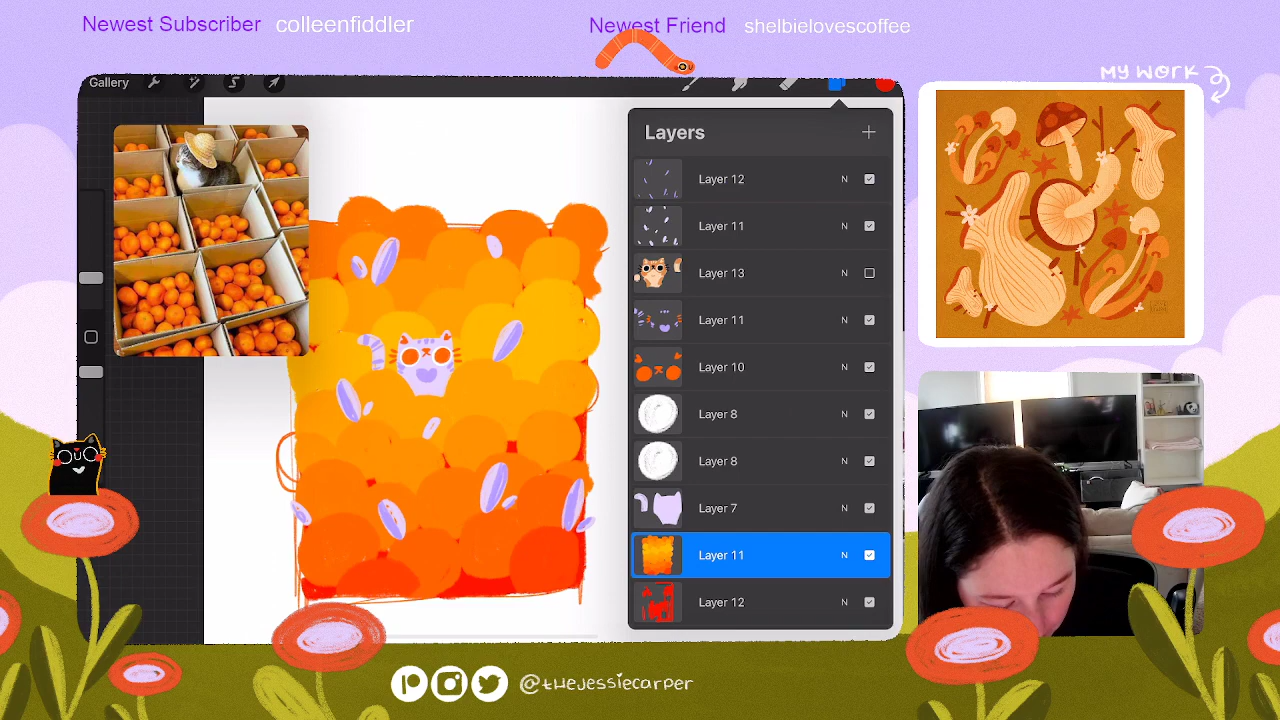 Newest Subscriber colleenfiddler
Newest Friend shelbielovescoffee
MY WORK
Gallery
Layers
Layer 12 N
Layer 11 N
Layer 13 N
Layer 11 N
Layer 10 N
Layer 8 N
Layer 8 N
Layer 7 N
Layer 11 N
Layer 12 N
@THEJESSIECARPER